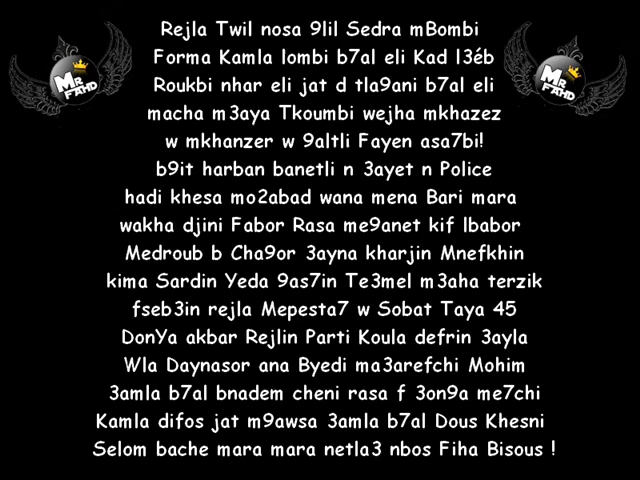 Rejla Twil nosa 9lil Sedra mBombi
Forma Kamla lombi b7al eli Kad l3éb
Roukbi nhar eli jat d tla9ani b7al eli
macha m3aya Tkoumbi wejha mkhazez
w mkhanzer w 9altli Fayen asa7bi!
b9it harban banetli n 3ayet n Police
hadi khesa mo2abad wana mena Bari mara
wakha djini Fabor Rasa me9anet kif lbabor
Medroub b Cha9or 3ayna kharjin Mnefkhin
kima Sardin Yeda 9as7in Te3mel m3aha terzik
fseb3in rejla Mepesta7 w Sobat Taya 45
DonYa akbar Rejlin Parti Koula defrin 3ayla
Wla Daynasor ana Byedi ma3arefchi Mohim
3amla b7al bnadem cheni rasa f 3on9a me7chi
Kamla difos jat m9awsa 3amla b7al Dous Khesni
Selom bache mara mara netla3 nbos Fiha Bisous !
MR FAHD
MR FAHD